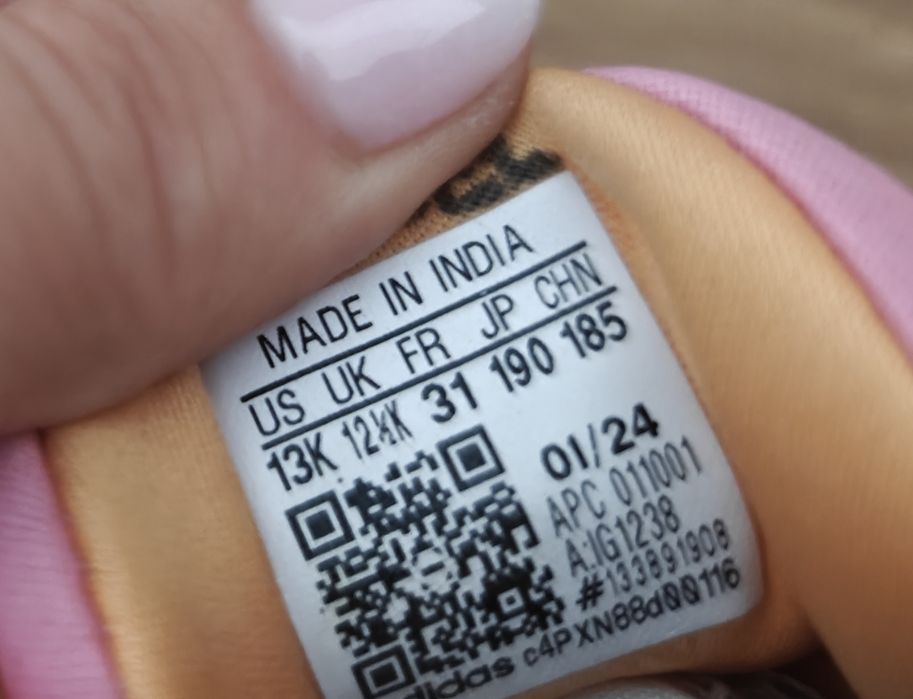 MADE IN INDIA
US UK FR JP CHN
13K 12½K 31 190 185
01/24
APC 011001
A:IG1238
#133891908
adidas c4PXN88d00116